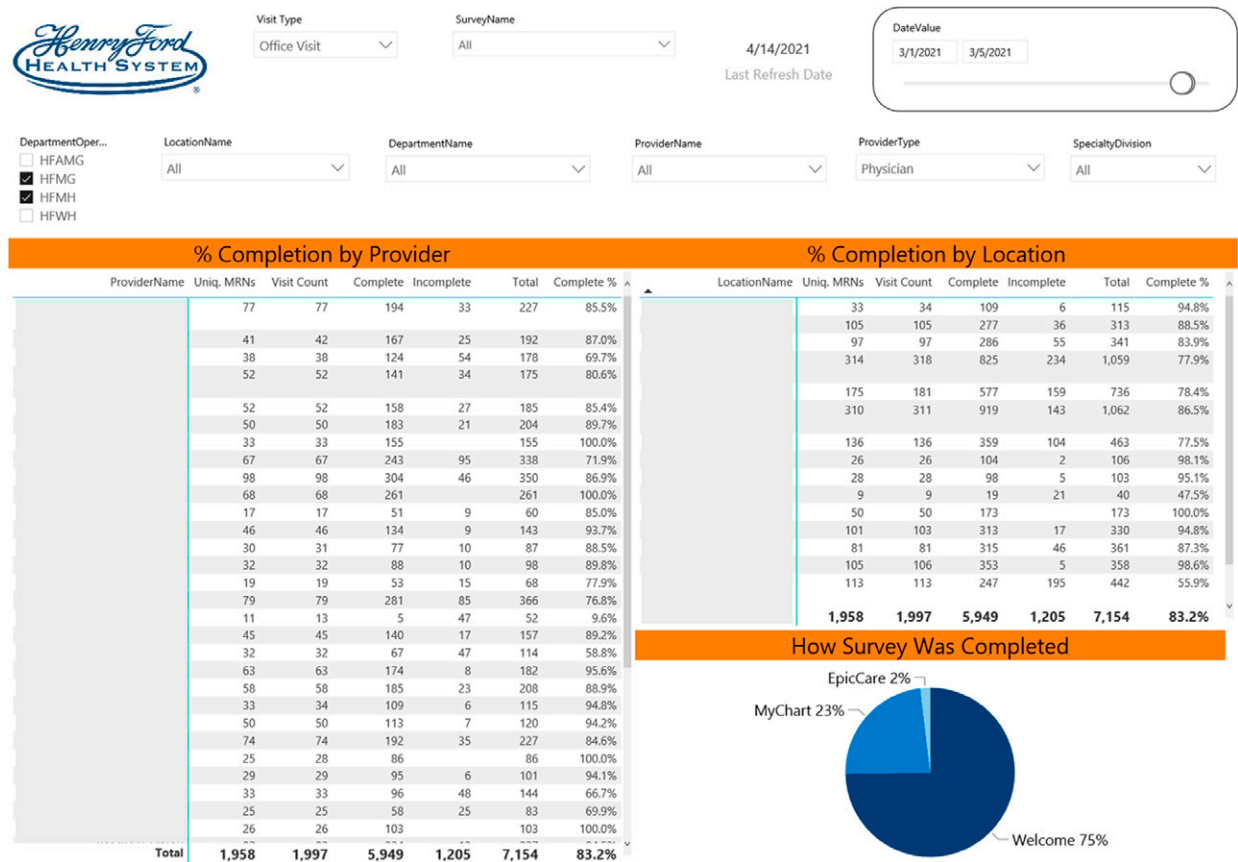 Henry Ford
HEALTH SYSTEM
®
Visit Type
Office Visit
SurveyName
All
4/14/2021
Last Refresh Date
DateValue
3/1/2021 3/5/2021
DepartmentOper...
HFAMG
HFMG
HFMH
HFWH
LocationName
All
DepartmentName
All
ProviderName
All
ProviderType
Physician
SpecialtyDivision
All
% Completion by Provider
ProviderName Uniq. MRNs Visit Count Complete Incomplete Total Complete %
77 77 194 33 227 85.5%
41 42 167 25 192 87.0%
38 38 124 54 178 69.7%
52 52 141 34 175 80.6%
52 52 158 27 185 85.4%
50 50 183 21 204 89.7%
33 33 155 155 100.0%
67 67 243 95 338 71.9%
98 98 304 46 350 86.9%
68 68 261 261 100.0%
17 17 51 9 60 85.0%
46 46 134 9 143 93.7%
30 31 77 10 87 88.5%
32 32 88 10 98 89.8%
19 19 53 15 68 77.9%
79 79 281 85 366 76.8%
11 13 5 47 52 9.6%
45 45 140 17 157 89.2%
32 32 67 47 114 58.8%
63 63 174 8 182 95.6%
58 58 185 23 208 88.9%
33 34 109 6 115 94.8%
50 50 113 7 120 94.2%
74 74 192 35 227 84.6%
25 28 86 86 100.0%
29 29 95 6 101 94.1%
33 33 96 48 144 66.7%
25 25 58 25 83 69.9%
26 26 103 103 100.0%
Total 1,958 1,997 5,949 1,205 7,154 83.2%
% Completion by Location
LocationName Uniq. MRNs Visit Count Complete Incomplete Total Complete %
33 34 109 6 115 94.8%
105 105 277 36 313 88.5%
97 97 286 55 341 83.9%
314 318 825 234 1,059 77.9%
175 181 577 159 736 78.4%
310 311 919 143 1,062 86.5%
136 136 359 104 463 77.5%
26 26 104 2 106 98.1%
28 28 98 5 103 95.1%
9 9 19 21 40 47.5%
50 50 173 173 100.0%
101 103 313 17 330 94.8%
81 81 315 46 361 87.3%
105 106 353 5 358 98.6%
113 113 247 195 442 55.9%
1,958 1,997 5,949 1,205 7,154 83.2%
How Survey Was Completed
EpicCare 2%
MyChart 23%
Welcome 75%